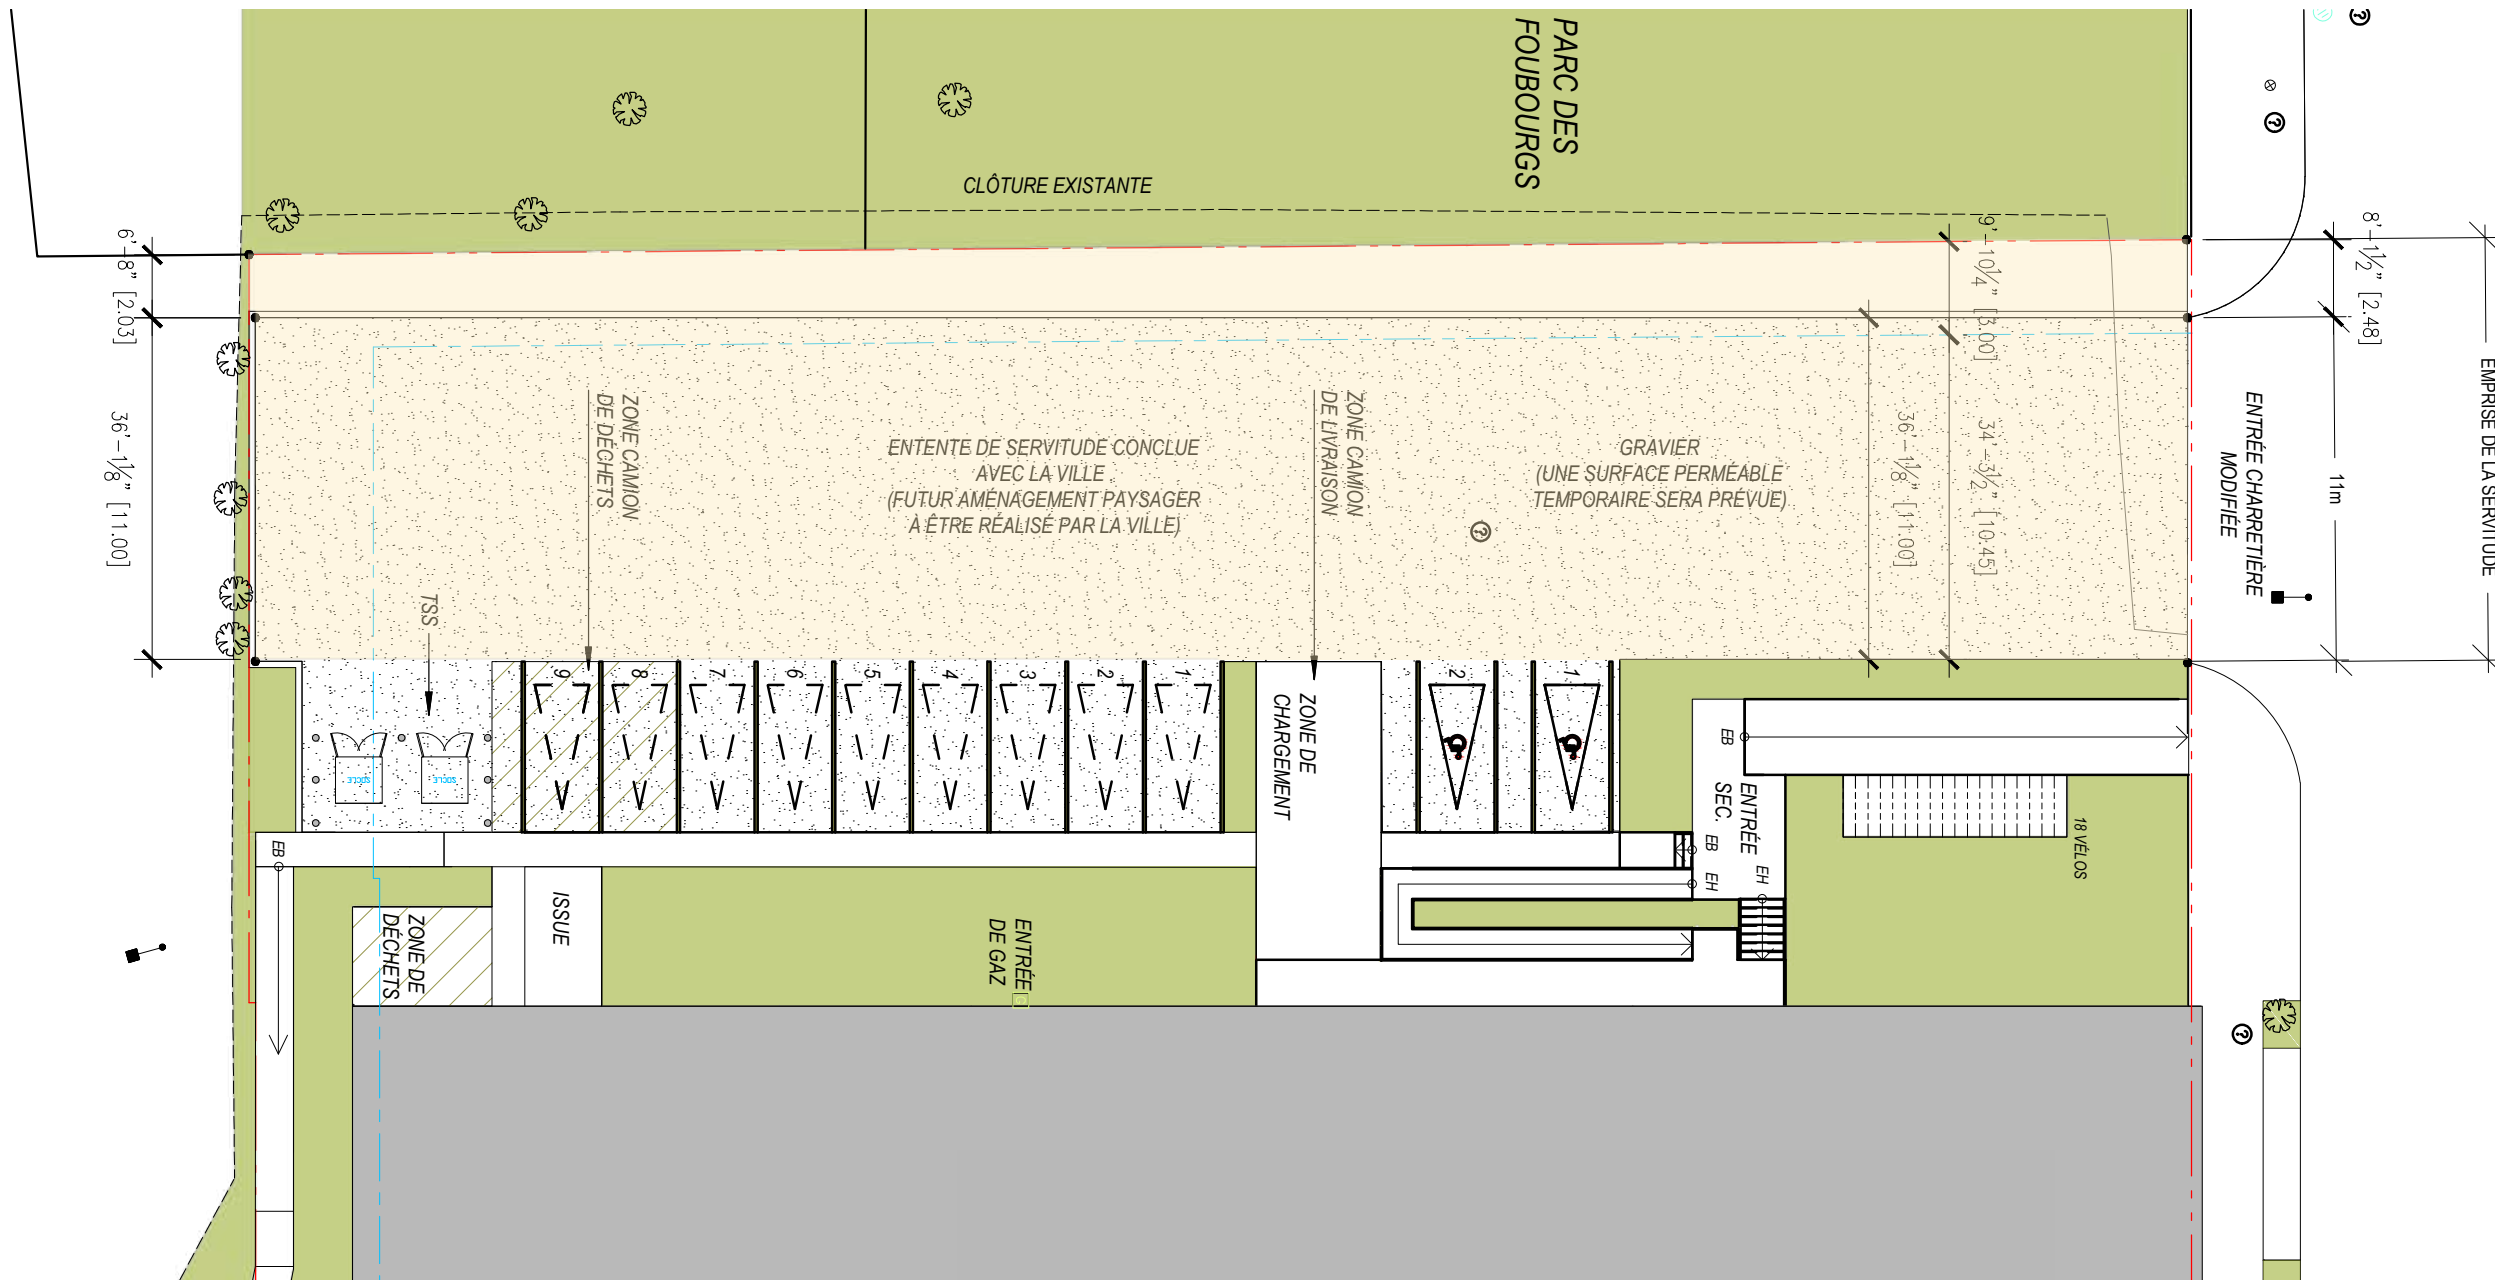 PARC DES
FOUBOURGS
CLÔTURE EXISTANTE
6'-8" [2.03]
36'-1⅛" [11.00]
9'-10¼" [3.00]
34'-3½" [10.45]
36'-1⅛" [11.00]
8'-1½" [2.48]
11m
EMPRISE DE LA SERVITUDE
ENTRÉE CHARRETIÈRE
MODIFIÉE
ZONE CAMION
DE DÉCHETS
ENTENTE DE SERVITUDE CONCLUE
AVEC LA VILLE
(FUTUR AMÉNAGEMENT PAYSAGER
À ÊTRE RÉALISÉ PAR LA VILLE)
ZONE CAMION
DE LIVRAISON
GRAVIER
(UNE SURFACE PERMÉABLE
TEMPORAIRE SERA PRÉVUE)
TSS
9
8
7
6
5
4
3
2
1
2
1
SOCLE
SOCLE
ZONE DE
CHARGEMENT
EB
ENTRÉE
SEC.
EB
EH
EH
18 VÉLOS
EB
ZONE DE
DÉCHETS
ISSUE
ENTRÉE
DE GAZ
G
?
?
?
?